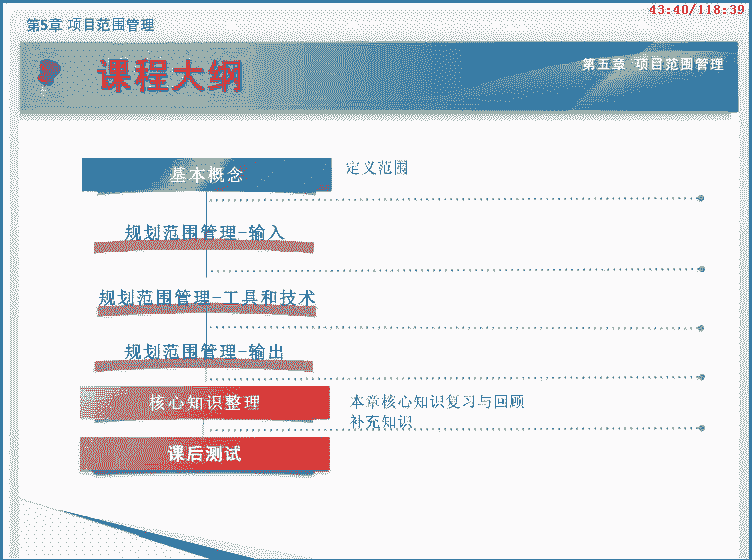 43:40/118:39
第5章 项目范围管理
课程大纲
第五章 项目范围管理
基本概念
定义范围
规划范围管理-输入
规划范围管理-工具和技术
规划范围管理-输出
核心知识整理
本章核心知识复习与回顾
补充知识
课后测试